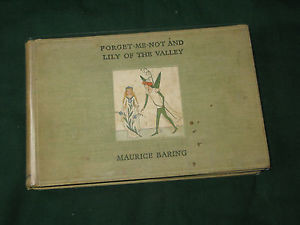 FORGET-ME-NOT AND
LILY OF THE VALLEY
MAURICE BARING